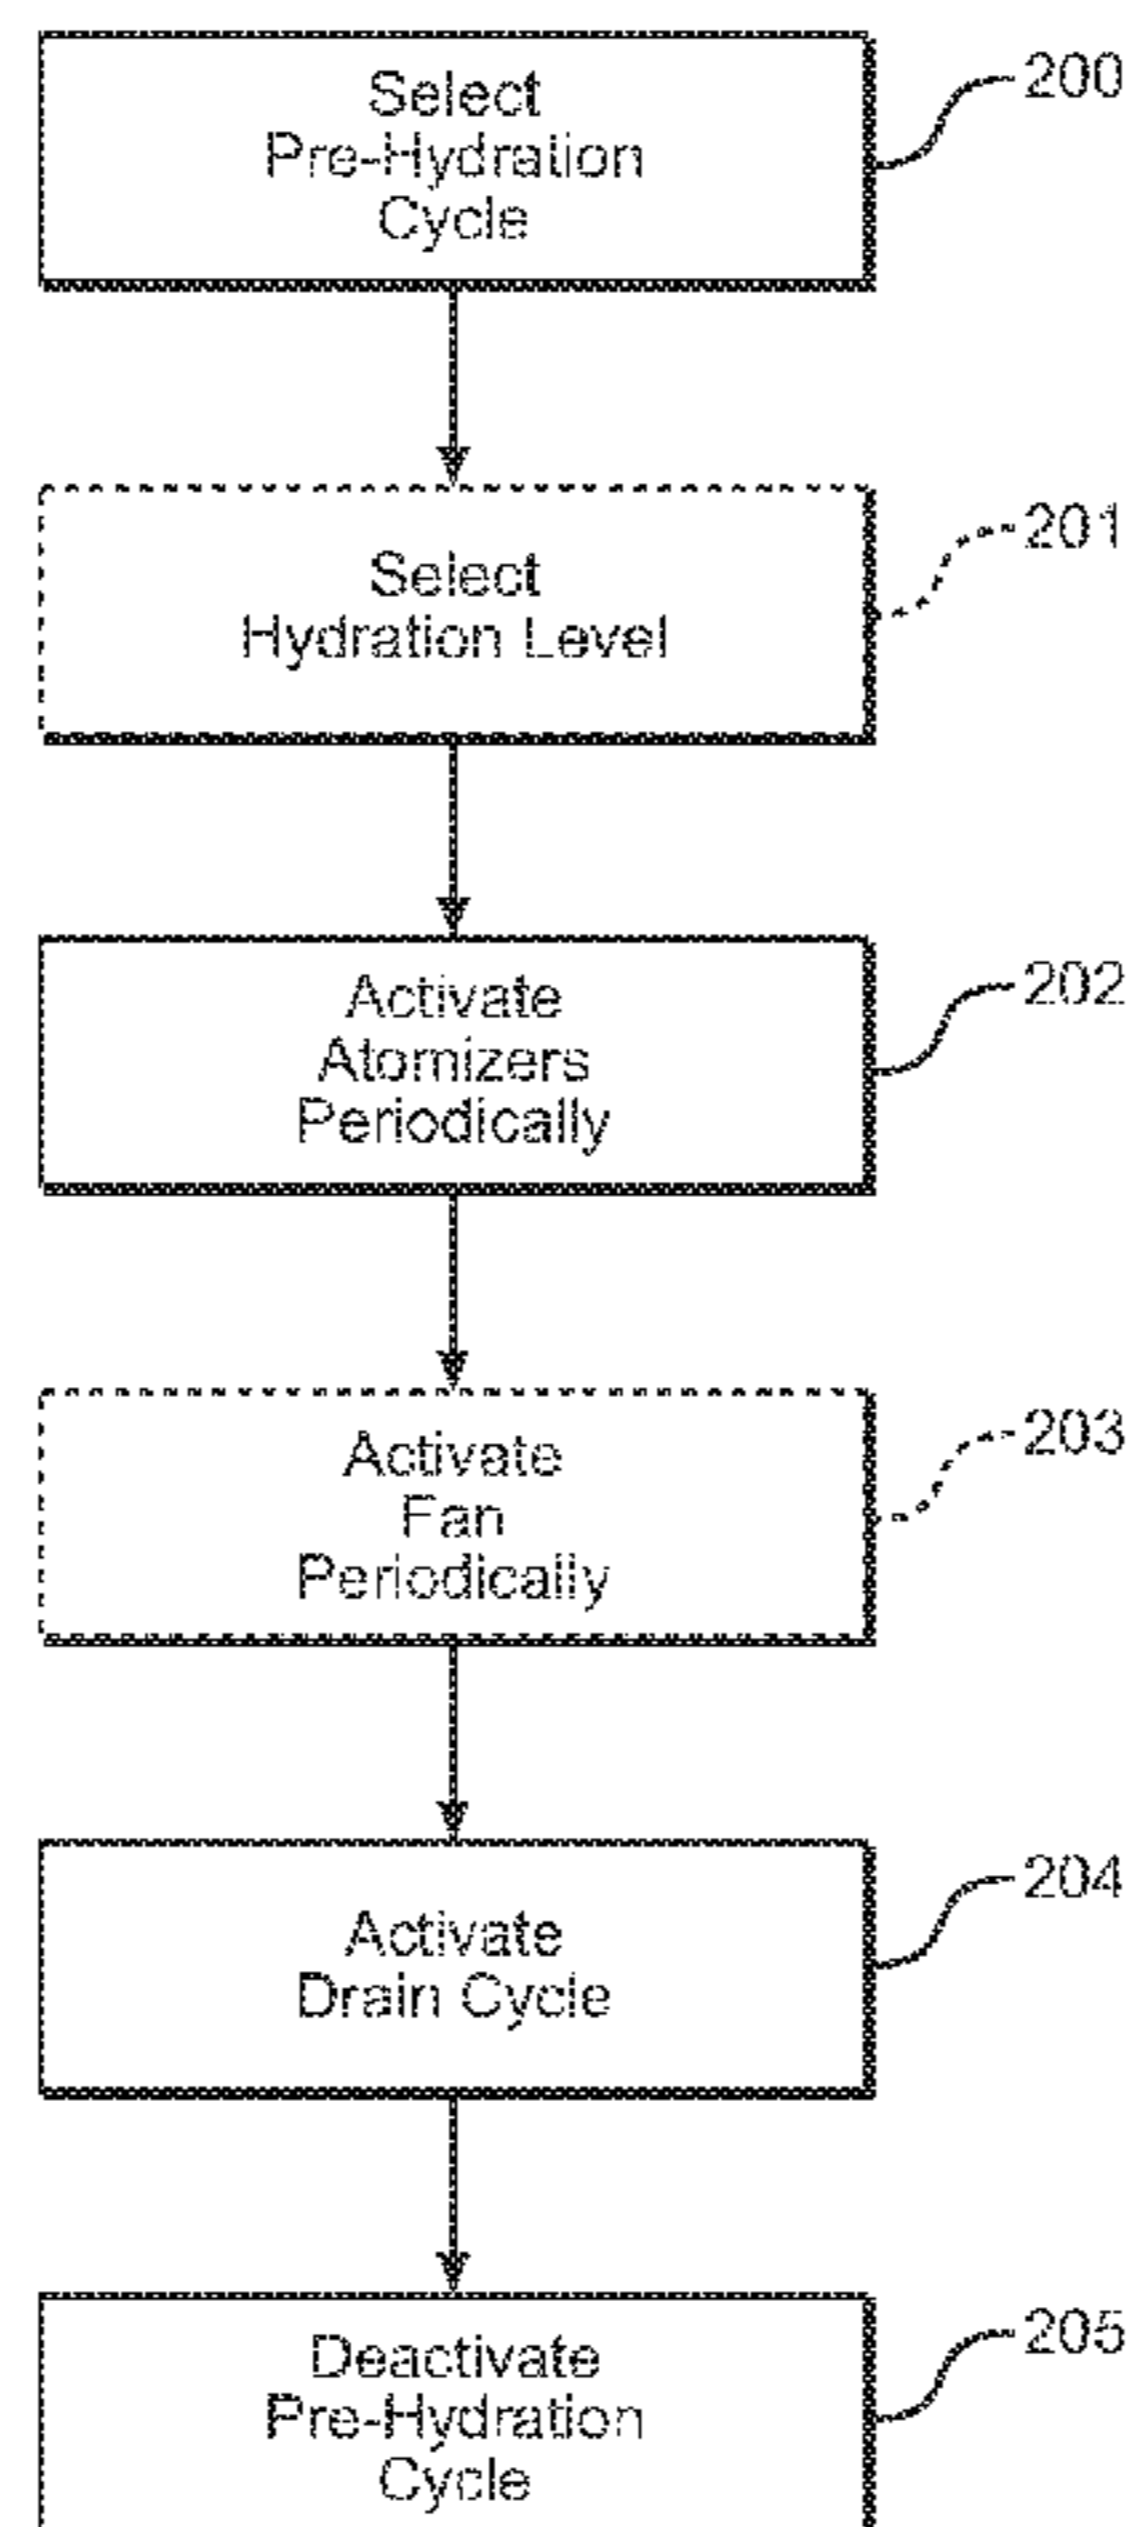 Select
Pre-Hydration
Cycle
200
Select
Hydration Level
201
Activate
Atomizers
Periodically
202
Activate
Fan
Periodically
203
Activate
Drain Cycle
204
Deactivate
Pre-Hydration
Cycle
205